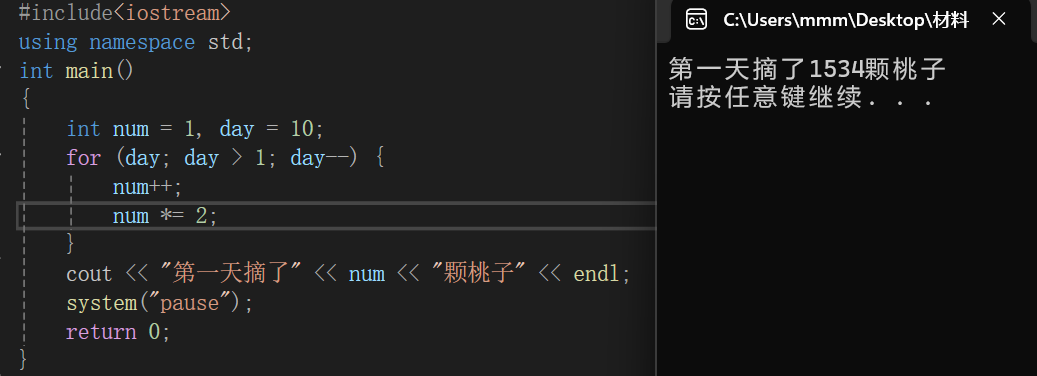 #include<iostream>
using namespace std;
int main()
{
int num = 1, day = 10;
for (day; day > 1; day--) {
num++;
num *= 2;
}
cout << "第一天摘了" << num << "颗桃子" << endl;
system("pause");
return 0;
}
C:\Users\mmm\Desktop\材料
第一天摘了1534颗桃子
请按任意键继续. . .